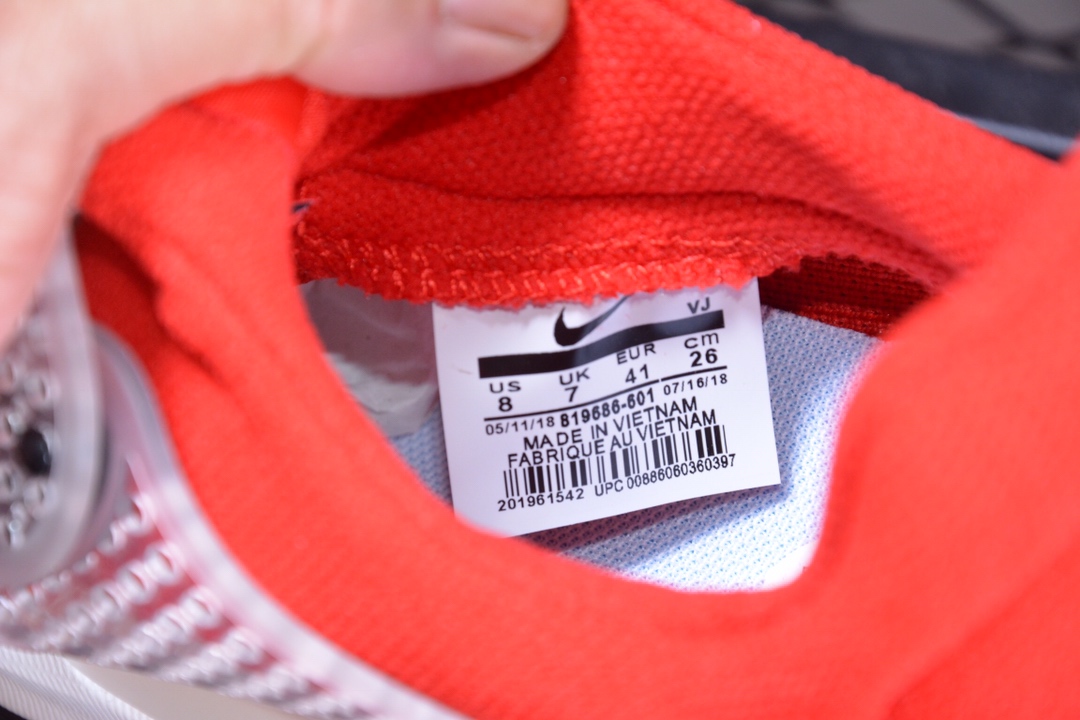 VJ
US UK EUR cm
8 7 41 26
05/11/18 819686-601 07/16/18
MADE IN VIETNAM
FABRIQUE AU VIETNAM
201961542 UPC 00886060360397